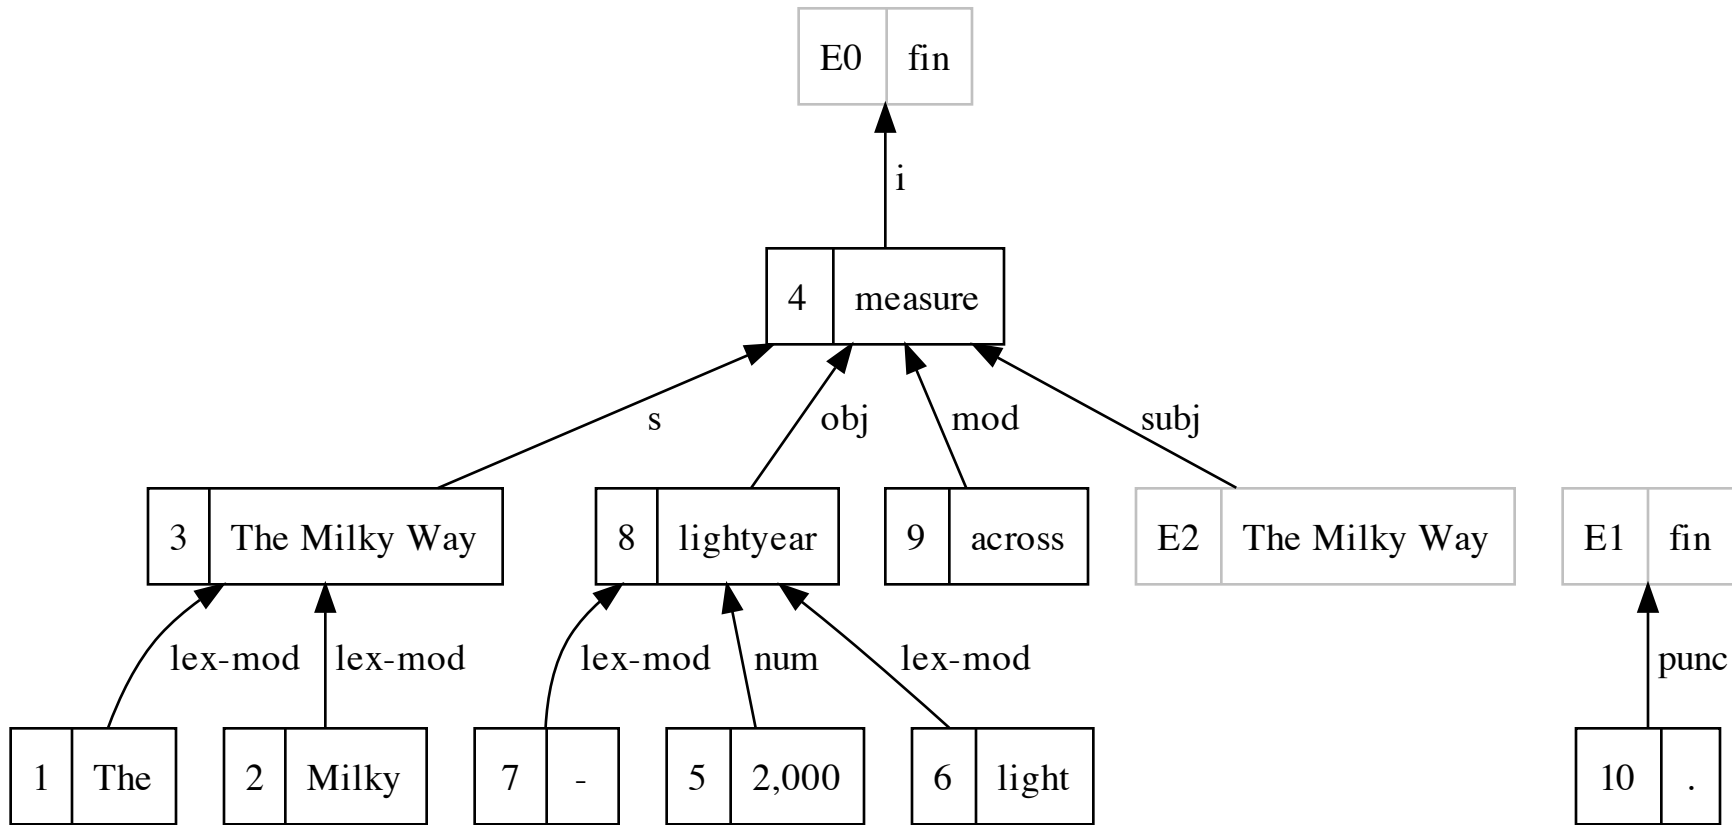 E0 fin
i
4 measure
s obj mod subj
3 The Milky Way 8 lightyear 9 across E2 The Milky Way E1 fin
lex-mod lex-mod lex-mod num lex-mod punc
1 The 2 Milky 7 - 5 2,000 6 light 10 .